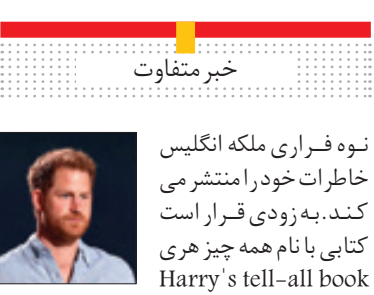 خبر متفاوت
نوه فراری ملکه انگلیس
خاطرات خود را منتشر می
کند. به زودی قرار است
کتابی با نام همه چیز هری
Harry's tell-all book